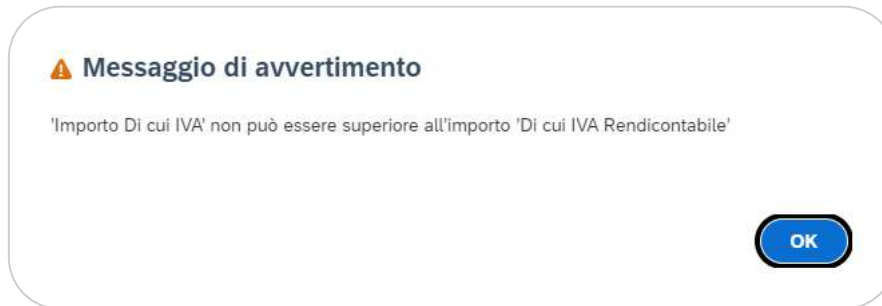 Messaggio di avvertimento
'Importo Di cui IVA' non può essere superiore all'importo 'Di cui IVA Rendicontabile'
OK